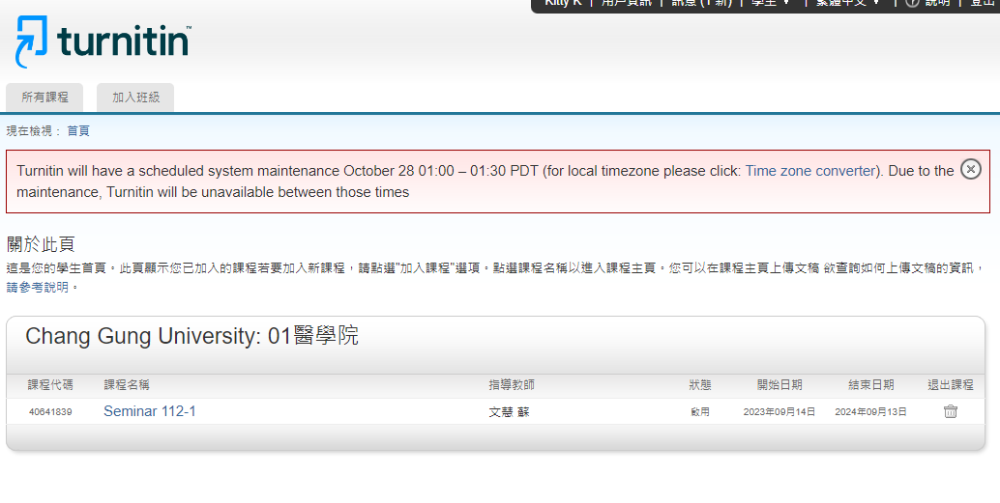 Kitty K | 用戶資訊 | 訊息 (1 新) | 學生 ▼ | 繁體中文 ▼ | ? 說明 | 登出
turnitin™
所有課程 加入班級
現在檢視： 首頁
Turnitin will have a scheduled system maintenance October 28 01:00 – 01:30 PDT (for local timezone please click: Time zone converter). Due to the
maintenance, Turnitin will be unavailable between those times
關於此頁
這是您的學生首頁。此頁顯示您已加入的課程若要加入新課程，請點選"加入課程"選項。點選課程名稱以進入課程主頁。您可以在課程主頁上傳文稿 欲查詢如何上傳文稿的資訊，
請參考說明。
Chang Gung University: 01醫學院
課程代碼 課程名稱 指導教師 狀態 開始日期 結束日期 退出課程
40641839 Seminar 112-1 文慧 蘇 啟用 2023年09月14日 2024年09月13日